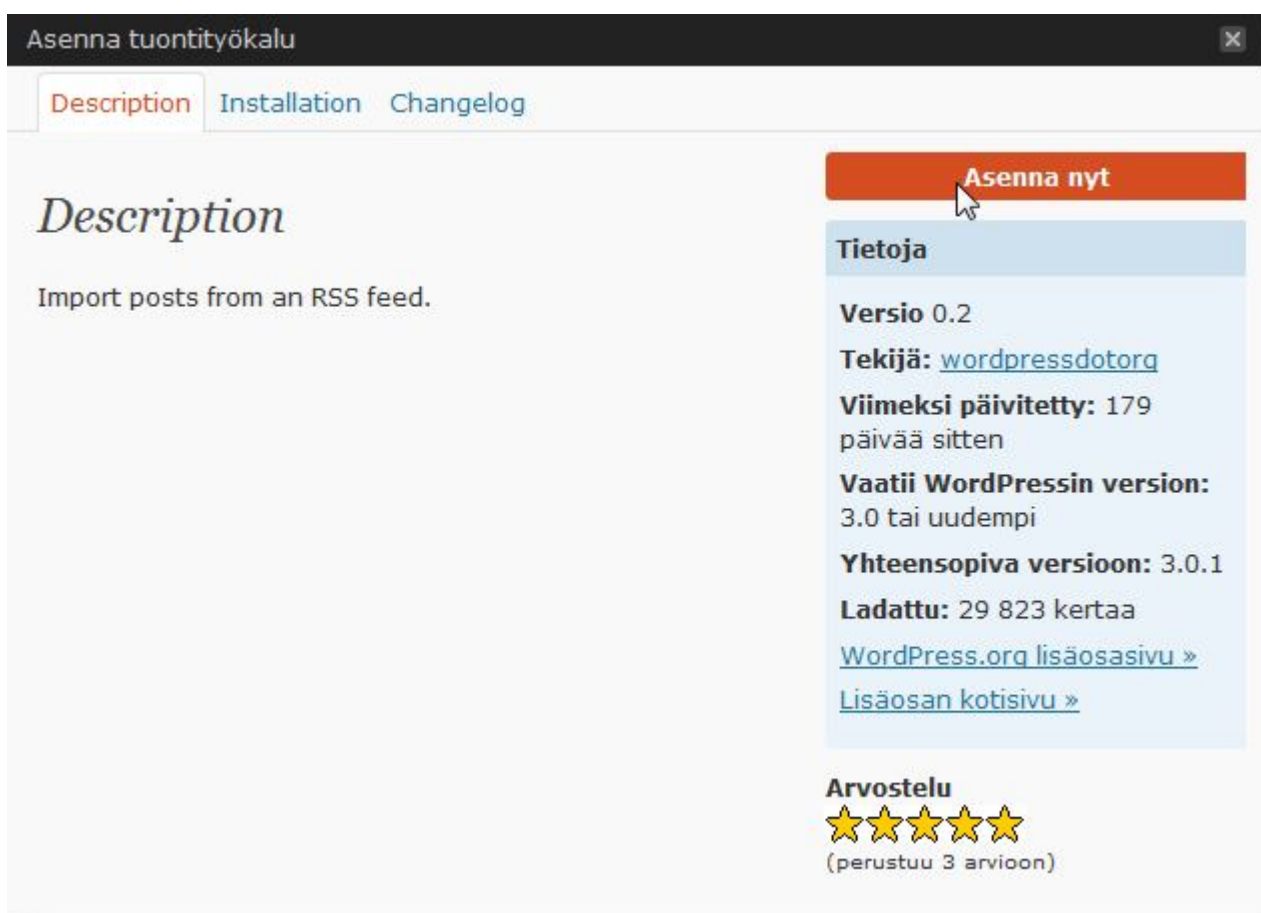 Asenna tuontityökalu
Description Installation Changelog
Asenna nyt
Description
Import posts from an RSS feed.
Tietoja
Versio 0.2
Tekijä: wordpressdotorg
Viimeksi päivitetty: 179
päivää sitten
Vaatii WordPressin version:
3.0 tai uudempi
Yhteensopiva versioon: 3.0.1
Ladattu: 29 823 kertaa
WordPress.org lisäosasivu »
Lisäosan kotisivu »
Arvostelu
(perustuu 3 arvioon)